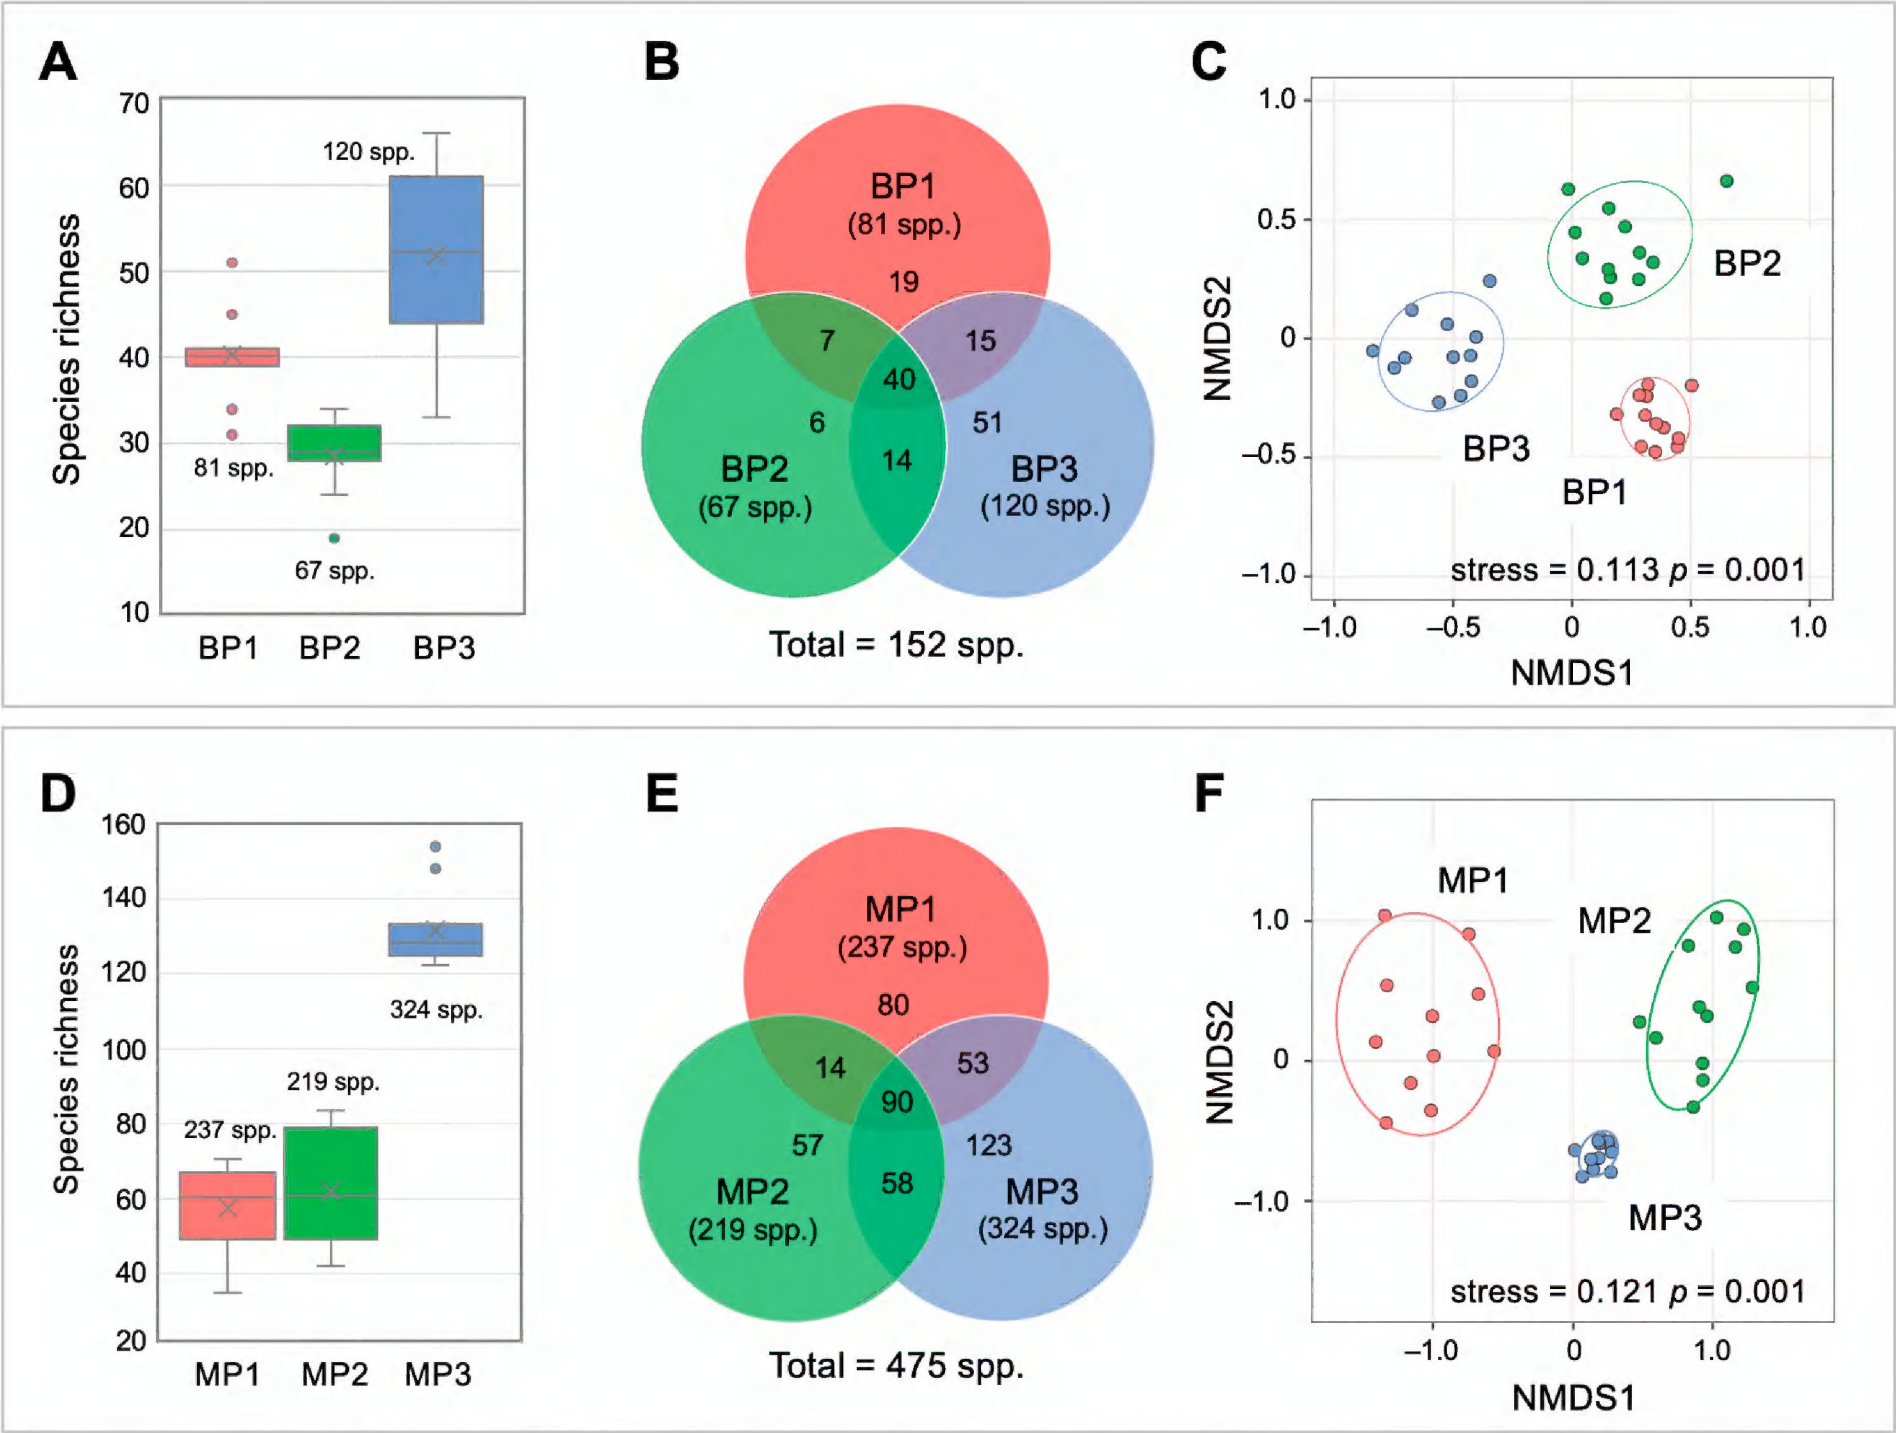 A
Species richness
70
60
50
40
30
20
10
120 spp.
81 spp.
67 spp.
BP1 BP2 BP3
B
BP1
(81 spp.)
19
7
15
40
6
51
14
BP2
(67 spp.)
BP3
(120 spp.)
Total = 152 spp.
C
NMDS2
1.0
0.5
0
–0.5
–1.0
BP2
BP3
BP1
stress = 0.113 p = 0.001
–1.0 –0.5 0 0.5 1.0
NMDS1
D
Species richness
160
140
120
100
80
60
40
20
324 spp.
219 spp.
237 spp.
MP1 MP2 MP3
E
MP1
(237 spp.)
80
14
53
90
57
123
58
MP2
(219 spp.)
MP3
(324 spp.)
Total = 475 spp.
F
NMDS2
1.0
0
–1.0
MP1
MP2
MP3
stress = 0.121 p = 0.001
–1.0 0 1.0
NMDS1